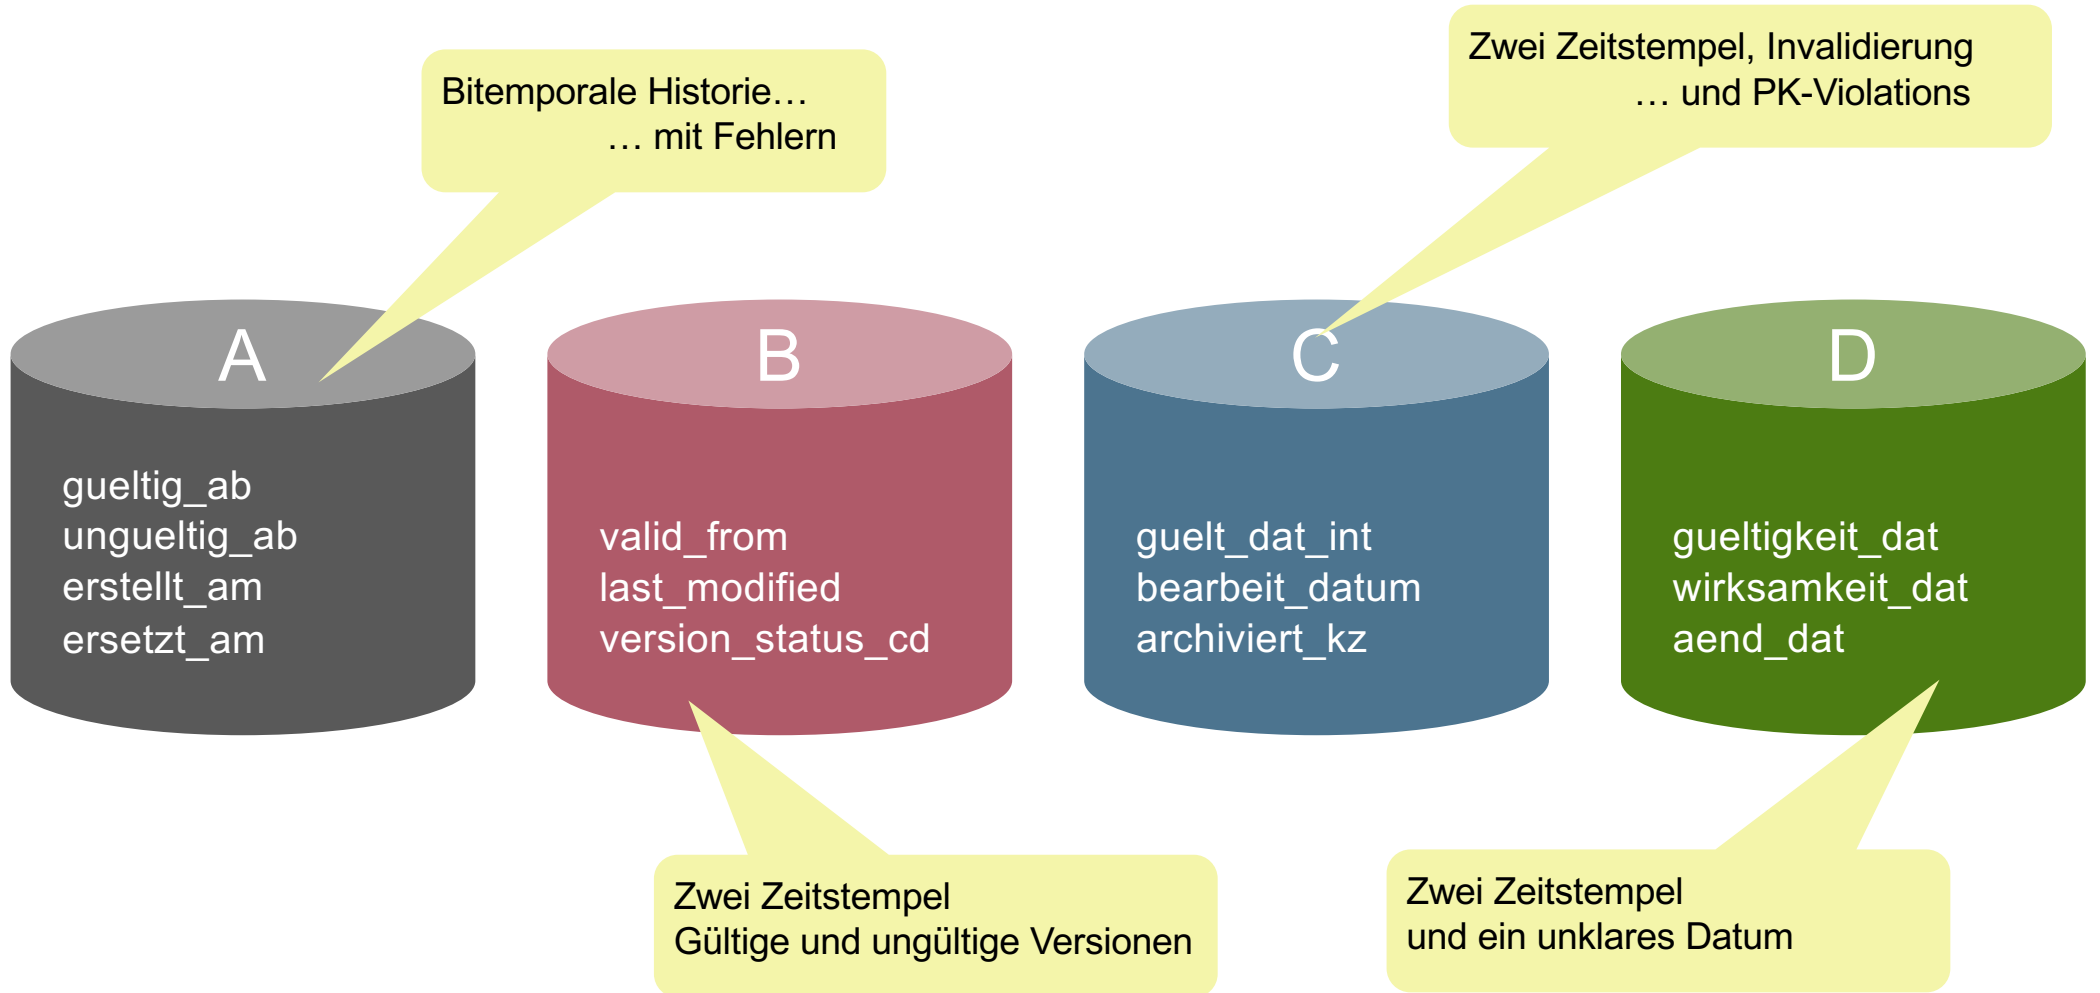 Bitemporale Historie…
… mit Fehlern
Zwei Zeitstempel, Invalidierung
… und PK-Violations
A
gueltig_ab
ungueltig_ab
erstellt_am
ersetzt_am
B
valid_from
last_modified
version_status_cd
C
guelt_dat_int
bearbeit_datum
archiviert_kz
D
gueltigkeit_dat
wirksamkeit_dat
aend_dat
Zwei Zeitstempel
Gültige und ungültige Versionen
Zwei Zeitstempel
und ein unklares Datum